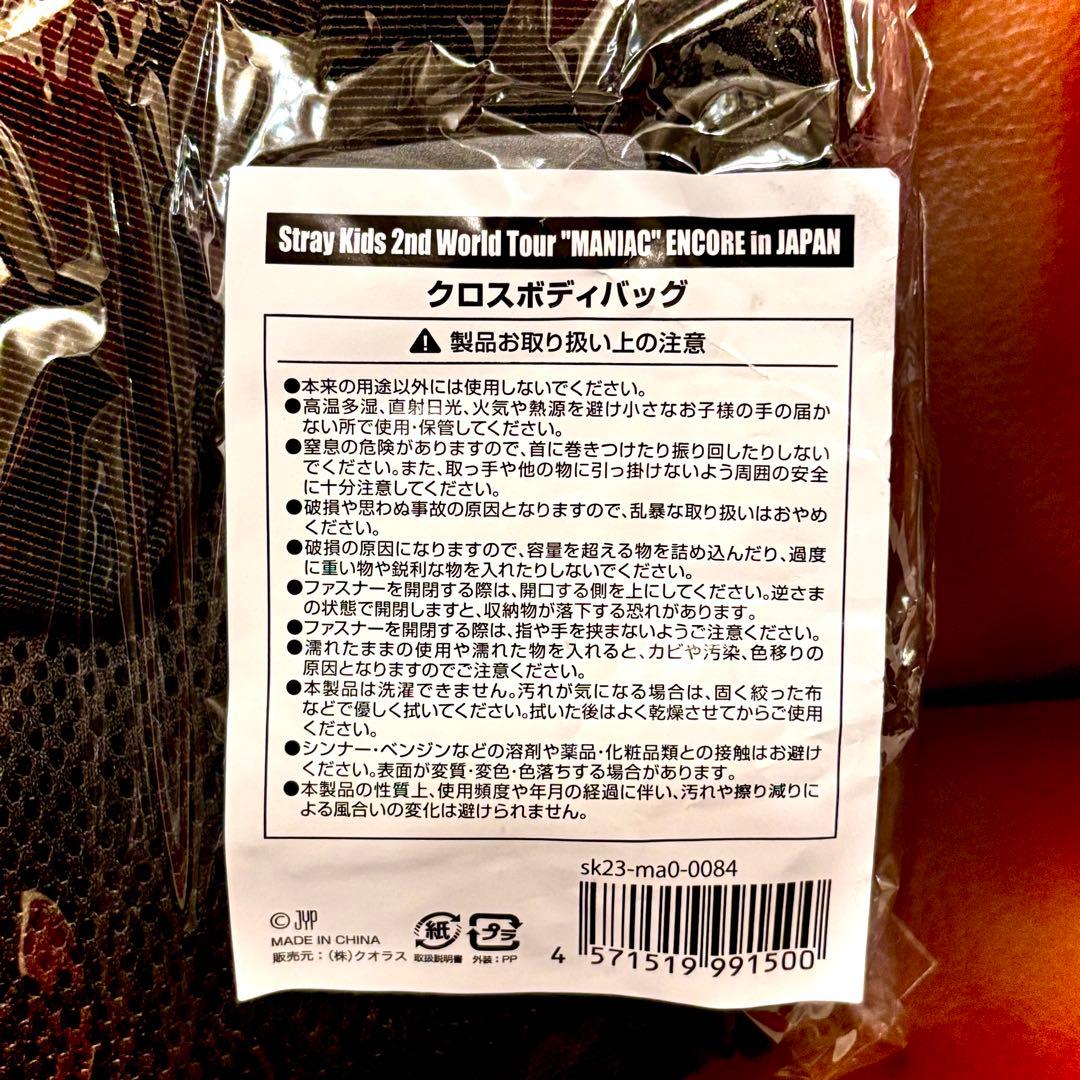 Stray Kids 2nd World Tour "MANIAC" ENCORE in JAPAN
クロスボディバッグ
製品お取り扱い上の注意
●本来の用途以外には使用しないでください。
●高温多湿、直射日光、火気や熱源を避け小さなお子様の手の届か
ない所で使用・保管してください。
●窒息の危険がありますので、首に巻きつけたり振り回したりしない
でください。また、取っ手や他の物に引っ掛けないよう周囲の安全
に十分注意してください。
●破損や思わぬ事故の原因となりますので、乱暴な取り扱いはおやめ
ください。
●破損の原因になりますので、容量を超える物を詰め込んだり、過度
に重い物や鋭利な物を入れたりしないでください。
●ファスナーを開閉する際は、開口する側を上にしてください。逆さま
の状態で開閉しますと、収納物が落下する恐れがあります。
●ファスナーを開閉する際は、指や手を挟まないようご注意ください。
●濡れたままの使用や濡れた物を入れると、カビや汚染、色移りの
原因となりますのでご注意ください。
●本製品は洗濯できません。汚れが気になる場合は、固く絞った布
などで優しく拭いてください。拭いた後はよく乾燥させてからご使用
ください。
●シンナー・ベンジンなどの溶剤や薬品・化粧品類との接触はお避け
ください。表面が変質・変色・色落ちする場合があります。
●本製品の性質上、使用頻度や年月の経過に伴い、汚れや擦り減りに
よる風合いの変化は避けられません。
sk23-ma0-0084
© JYP
MADE IN CHINA
販売元：(株)クオラス
紙
取扱説明書
プラ
外装：PP
4 571519 991500